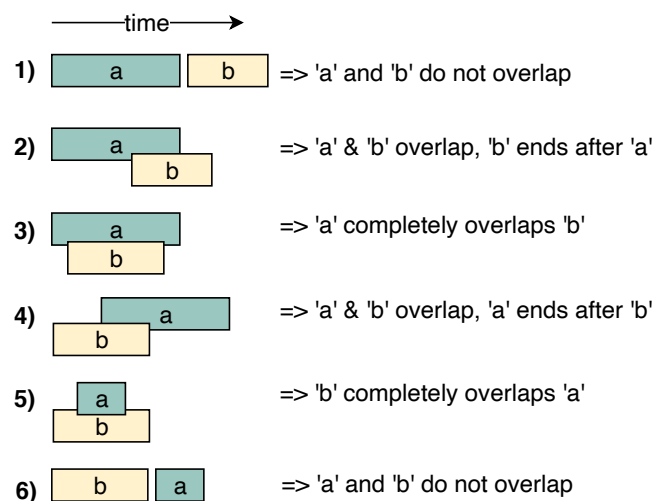 time
1) a b => 'a' and 'b' do not overlap
2) a b => 'a' & 'b' overlap, 'b' ends after 'a'
3) a b => 'a' completely overlaps 'b'
4) a b => 'a' & 'b' overlap, 'a' ends after 'b'
5) a b => 'b' completely overlaps 'a'
6) b a => 'a' and 'b' do not overlap